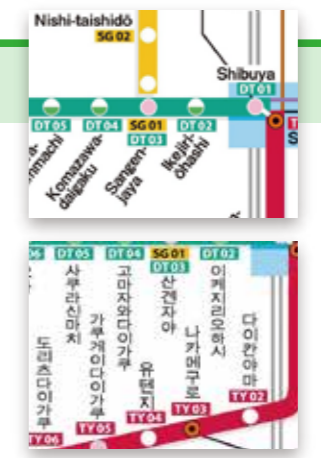 Nishi-taishidō
SG 02
Shibuya
DT 01
DT 05
DT 04
SG 01
DT 02
DT 03
Komazawa-
daigaku
Sangen-
jaya
Ikejiri-
ōhashi
06
DT 05
DT 04
SG 01
DT 02
DT 03
사쿠라신마치
고마자와다이가쿠
산겐자야
이케지리오하시
도리츠다이가쿠
가쿠게이다이가쿠
유텐지
나카메구로
다이칸야마
TY 06
TY 05
TY 04
TY 03
TY 02